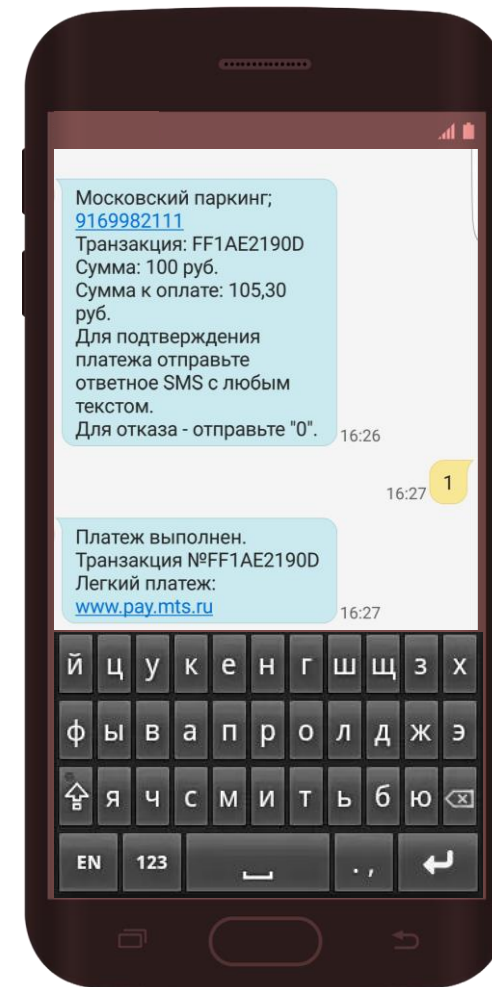 Московский паркинг;
9169982111
Транзакция: FF1AE2190D
Сумма: 100 руб.
Сумма к оплате: 105,30
руб.
Для подтверждения
платежа отправьте
ответное SMS с любым
текстом.
Для отказа - отправьте "0".
16:26
16:27
1
Платеж выполнен.
Транзакция №FF1AE2190D
Легкий платеж:
www.pay.mts.ru
16:27
й ц у к е н г ш щ з х
ф ы в а п р о л д ж э
я ч с м и т ь б ю
EN 123 . ,